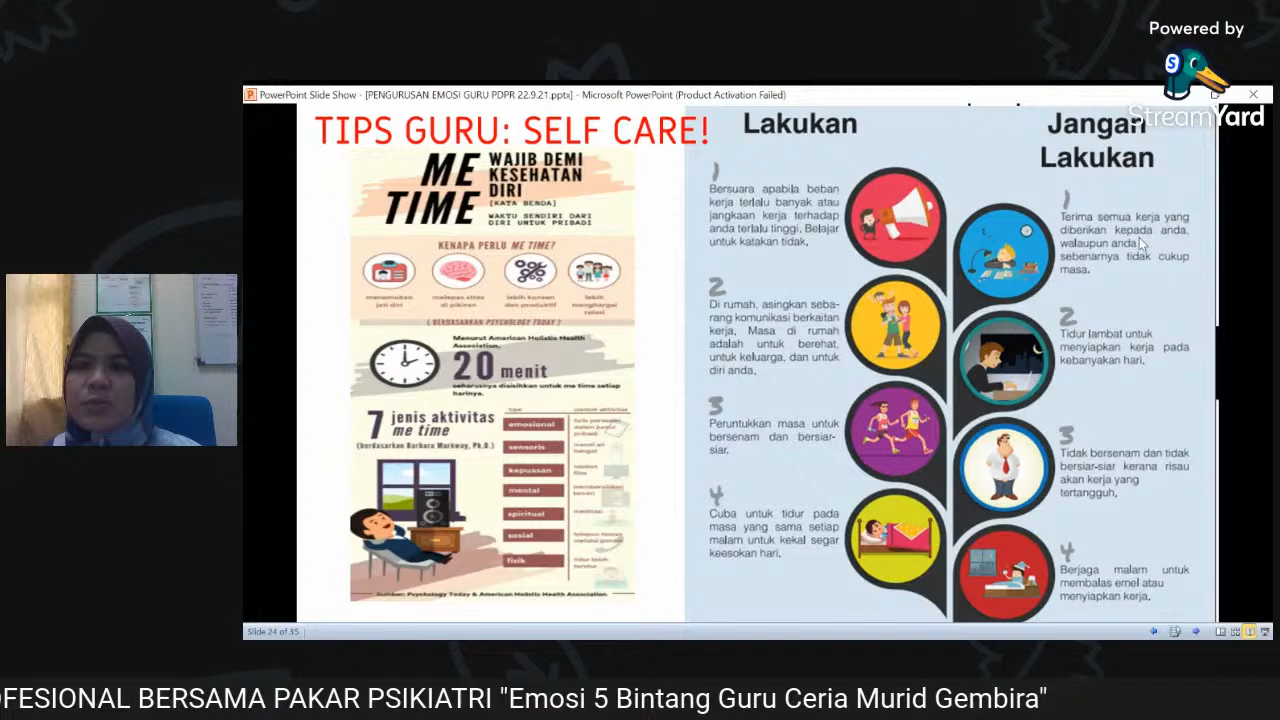 Powered by
StreamYard
PowerPoint Slide Show - [PENGURUSAN EMOSI GURU PDPR 22.9.21.pptx] - Microsoft PowerPoint (Product Activation Failed)
TIPS GURU: SELF CARE!
ME
TIME
WAJIB DEMI
KESEHATAN
DIRI
[KATA BENDA]
WAKTU SENDIRI DARI
DIRI UNTUK PRIBADI
KENAPA PERLU ME TIME?
menemukan
jati diri
melepas stres
di pikiran
lebih
menghargai
relasi
( BERDASARKAN PSYCHOLOGY TODAY )
Menurut American Holistic Health
Association,
20 menit
seharusnya disisihkan untuk me time setiap
harinya.
7 jenis aktivitas
me time
(berdasarkan Barbara Markway, Ph.D.)
tipe
contoh aktivitas
emosional
sensoris
kepuasan
mental
spiritual
meditasi
sosial
fisik
Sumber: Psychology Today & American Holistic Health Association
Lakukan
1
Bersuara apabila beban
kerja terlalu banyak atau
jangkaan kerja terhadap
anda terlalu tinggi. Belajar
untuk katakan tidak.
2
Di rumah, asingkan seba-
rang komunikasi berkaitan
kerja. Masa di rumah
adalah untuk berehat,
untuk keluarga, dan untuk
diri anda.
3
Peruntukkan masa untuk
bersenam dan bersiar-
siar.
4
Cuba untuk tidur pada
masa yang sama setiap
malam untuk kekal segar
keesokan hari.
Jangan
Lakukan
1
Terima semua kerja yang
diberikan kepada anda,
walaupun anda
sebenarnya tidak cukup
masa.
2
Tidur lambat untuk
menyiapkan kerja pada
kebanyakan hari.
3
Tidak bersenam dan tidak
bersiar-siar kerana risau
akan kerja yang
tertangguh.
4
Berjaga malam untuk
membalas emel atau
menyiapkan kerja.
Slide 24 of 35
OFESIONAL BERSAMA PAKAR PSIKIATRI "Emosi 5 Bintang Guru Ceria Murid Gembira"